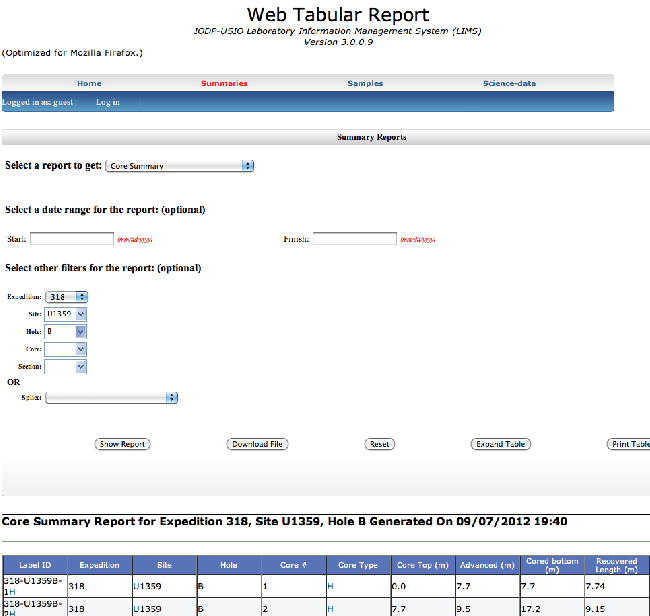 Web Tabular Report
IODP-USIO Laboratory Information Management System (LIMS)
Version 3.0.0.9
(Optimized for Mozilla Firefox.)
Home Summaries Samples Science-data
Logged in as: guest Log in
Summary Reports
Select a report to get: Core Summary
Select a date range for the report: (optional)
Start: (mm/dd/yyyy) Finish: (mm/dd/yyyy)
Select other filters for the report: (optional)
Expedition: 318
Site: U1359
Hole: B
Core:
Section:
OR
Splice:
Show Report Download File Reset Expand Table Print Table
Core Summary Report for Expedition 318, Site U1359, Hole B Generated On 09/07/2012 19:40
Label ID Expedition Site Hole Core # Core Type Core Top (m) Advanced (m) Cored bottom (m) Recovered Length (m)
318-U1359B-1H 318 U1359 B 1 H 0.0 7.7 7.7 7.74
318-U1359B-2H 318 U1359 B 2 H 7.7 9.5 17.2 9.15